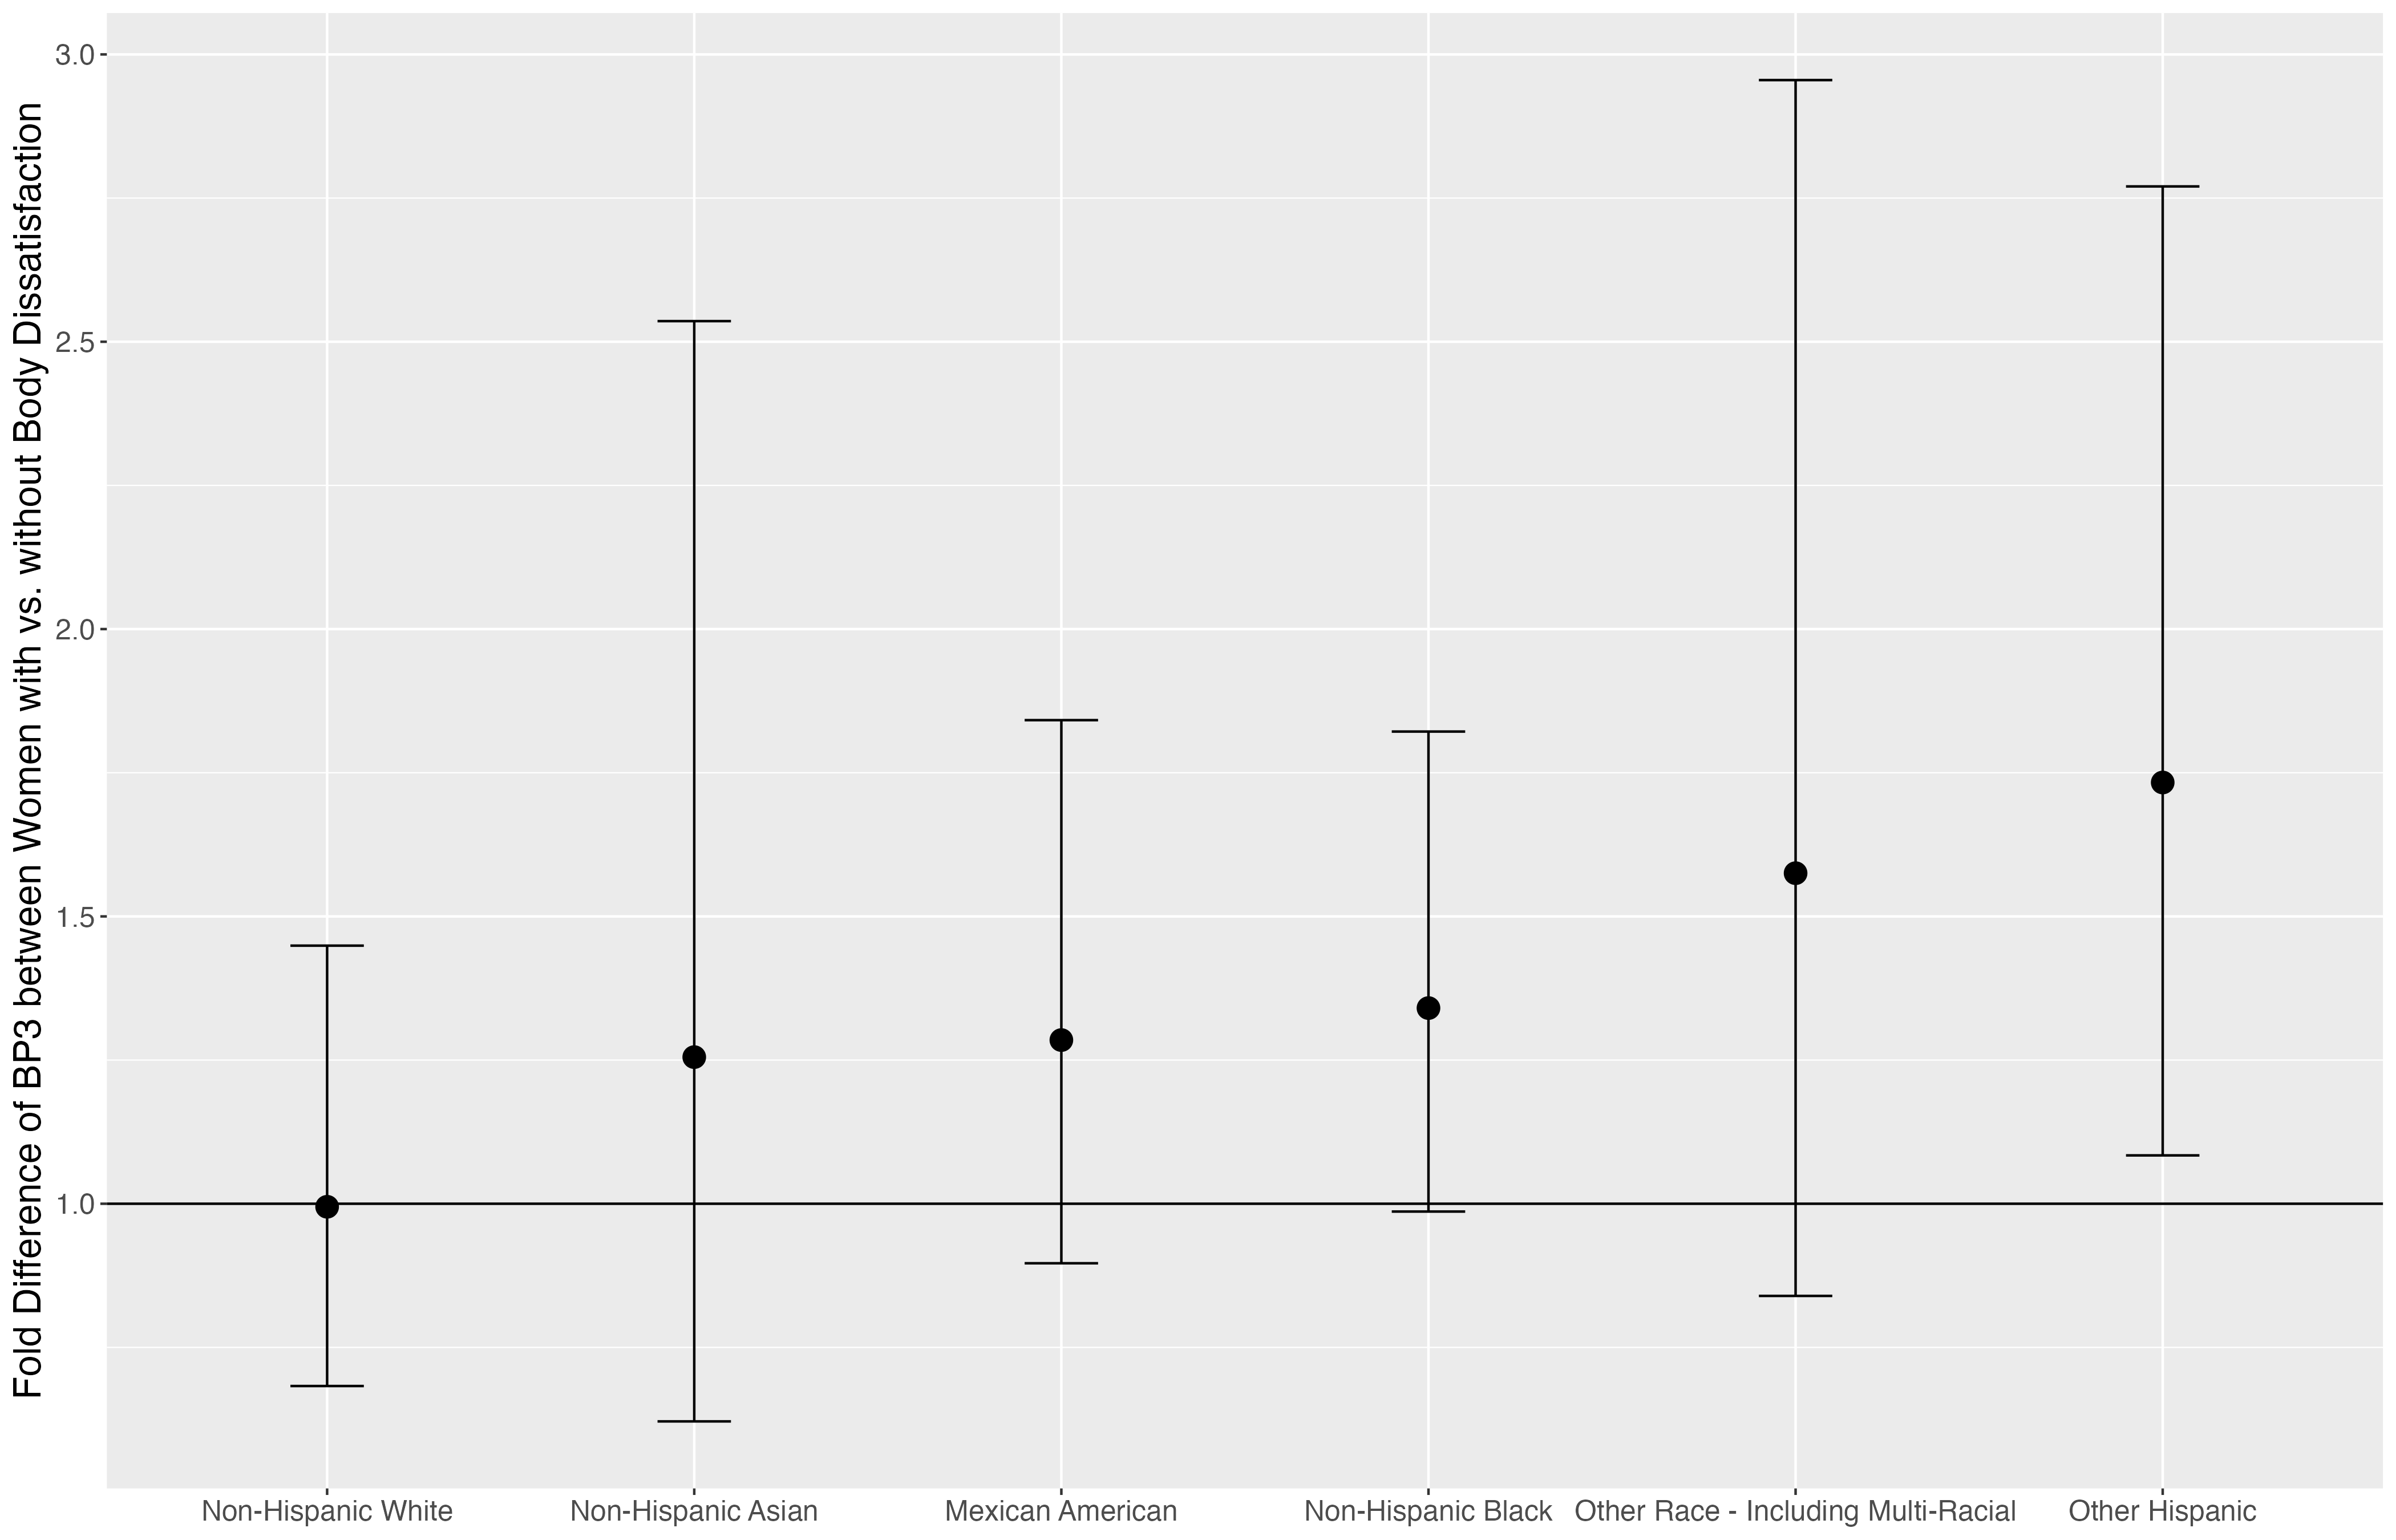 Fold Difference of BP3 between Women with vs. without Body Dissatisfaction
3.0
2.5
2.0
1.5
1.0
Non-Hispanic White
Non-Hispanic Asian
Mexican American
Non-Hispanic Black
Other Race - Including Multi-Racial
Other Hispanic